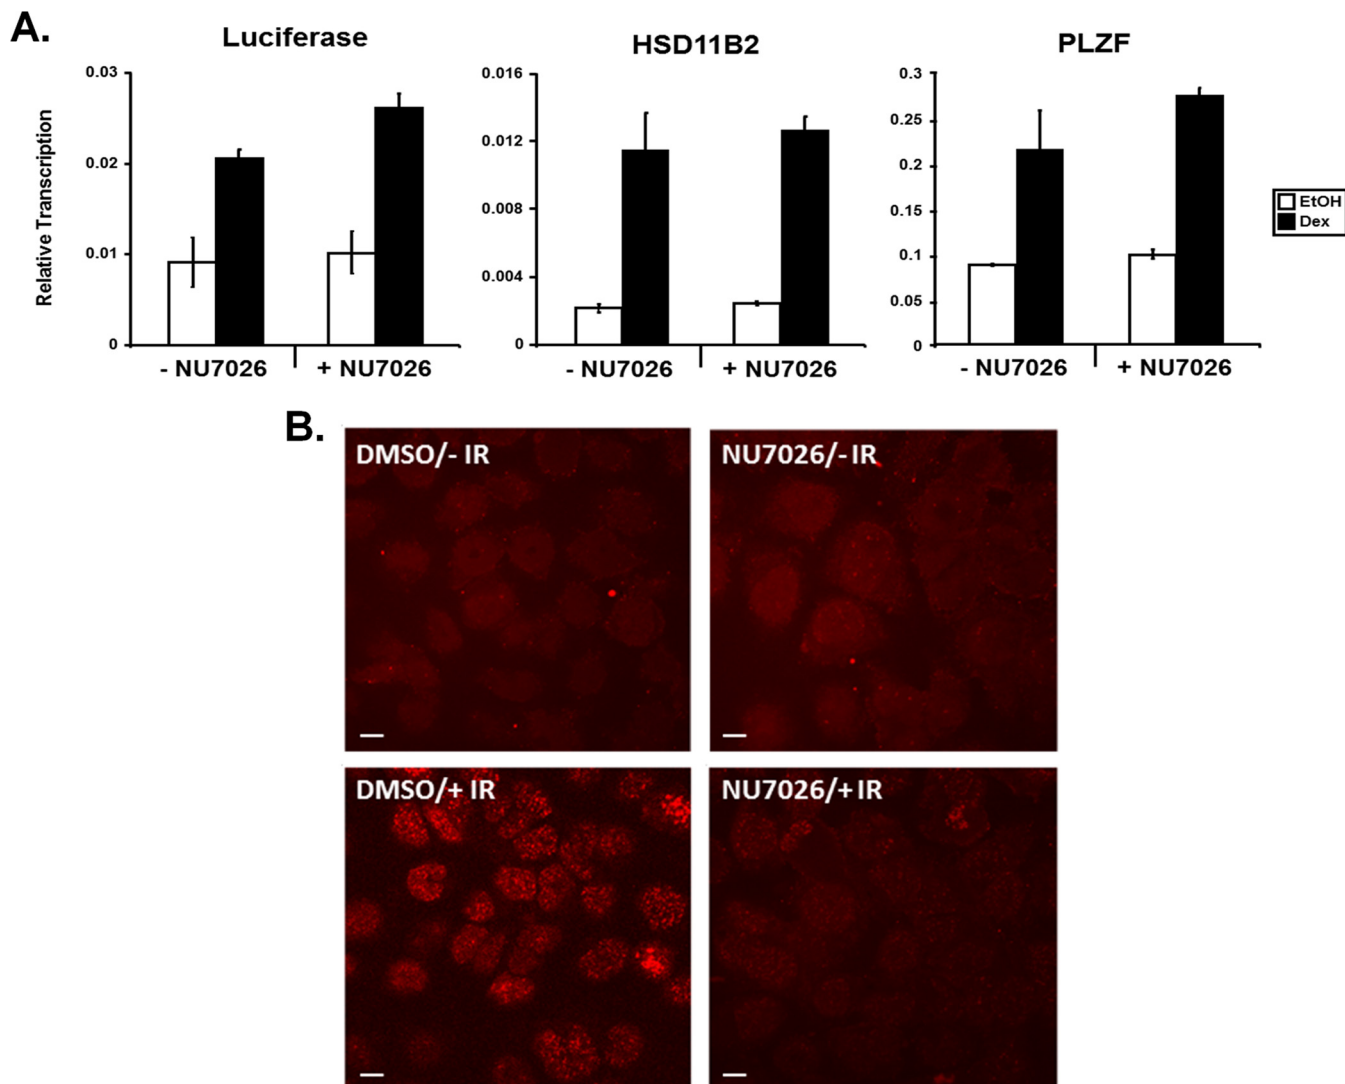 A.
Luciferase
Relative Transcription
0.03
0.02
0.01
0
- NU7026
+ NU7026
HSD11B2
0.016
0.012
0.008
0.004
0
- NU7026
+ NU7026
PLZF
0.3
0.25
0.2
0.15
0.1
0.05
0
- NU7026
+ NU7026
EtOH
Dex
B.
DMSO/- IR
NU7026/- IR
DMSO/+ IR
NU7026/+ IR